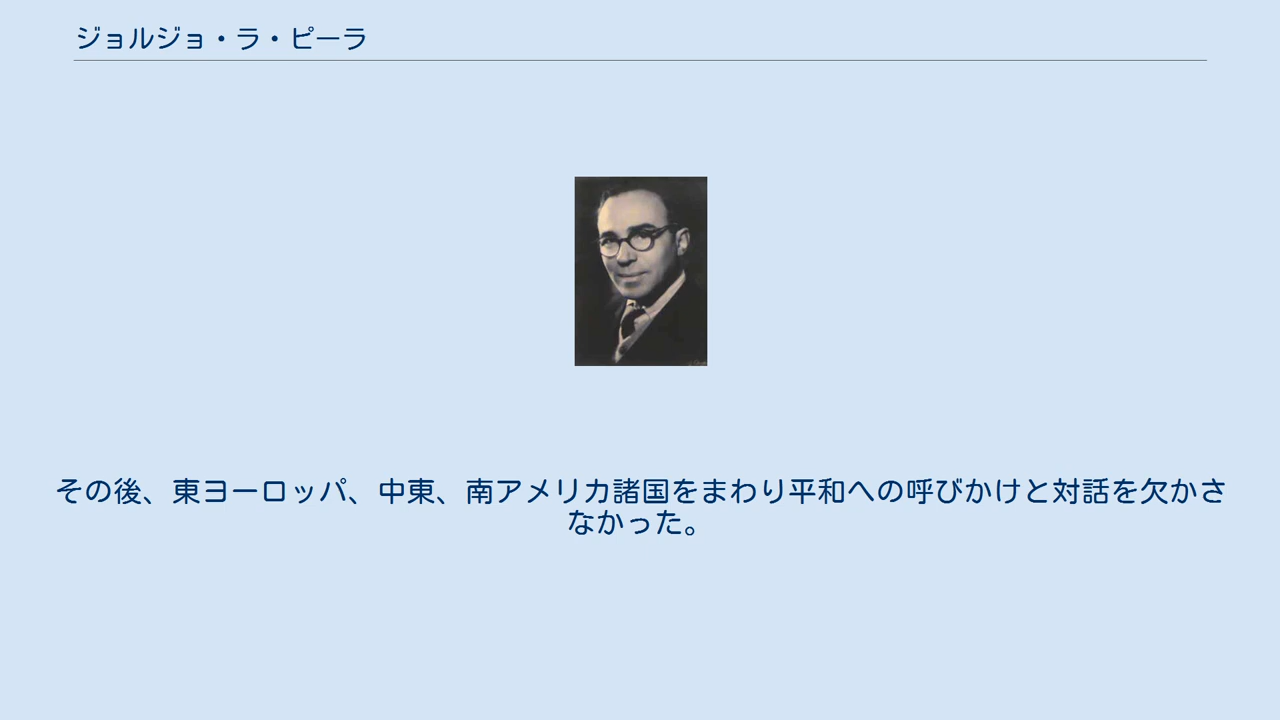 ジョルジョ・ラ・ピーラ
その後、東ヨーロッパ、中東、南アメリカ諸国をまわり平和への呼びかけと対話を欠かさ
なかった。